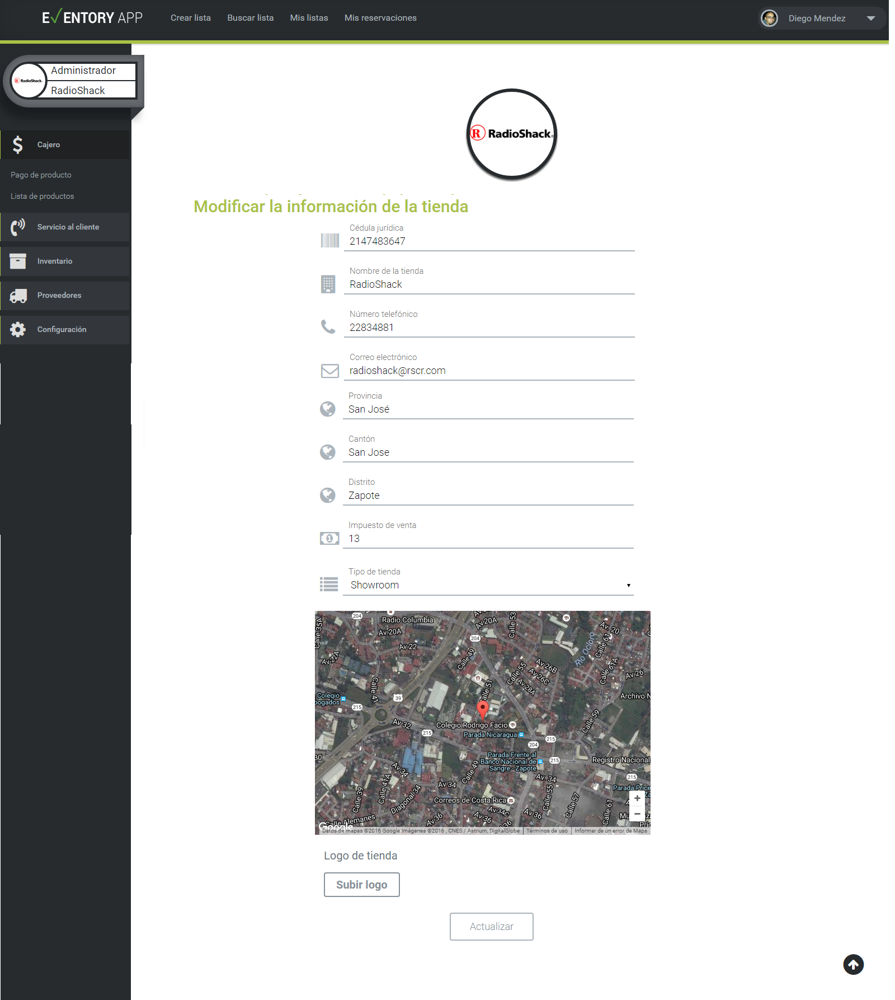 E✓ENTORY APP
Crear lista
Buscar lista
Mis listas
Mis reservaciones
Diego Mendez
RadioShack.
Administrador
RadioShack
Cajero
Pago de producto
Lista de productos
Servicio al cliente
Inventario
Proveedores
Configuración
R RadioShack
Modificar la información de la tienda
Cédula jurídica
2147483647
Nombre de la tienda
RadioShack
Número telefónico
22834881
Correo electrónico
radioshack@rscr.com
Provincia
San José
Cantón
San Jose
Distrito
Zapote
Impuesto de venta
13
Tipo de tienda
Showroom
204
Radio Columbia
Av 20A
Calle 53
Av. 20
Calle 35A
Av 20A
204
Av 22
Calle 61
Río Ocloro
Av 22A
Calle 49
Calle 55
Av 26B
Av 26C
Calle 61A
Av 26
Calle 41
Calle 51
Av 28A
Colegio
39
Archivo N
215
Calle 59
Av 32
Colegio Rodrigo Facio
215
Parada Nicaragua
215
204
Parada Frente al
Banco Nacional de
Sangre - Zapote
215
Registro Nacional
30
Av 34
Calle 49
Av. 34
215
Calle 41A
Av 34
Parada Price
Calle 39
Diagonal 34
Correos de Costa Rica
Calle 55
Calle 57
Calle 61
Av 34C
Av 36
Av 36
Av 36
Calle Alemanes
Google
Datos de mapas ©2016 Google Imágenes ©2016 , CNES / Astrium, DigitalGlobe
Términos de uso
Informar de un error de Maps
Logo de tienda
Subir logo
Actualizar